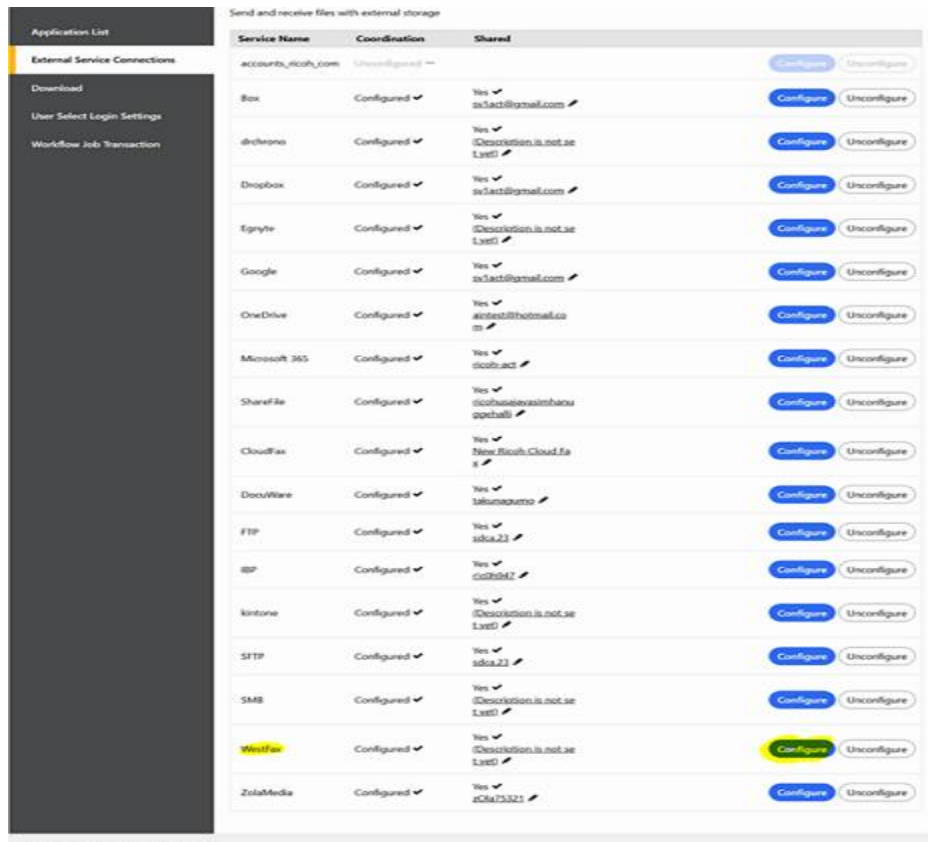 Send and receive files with external storage
Application List
External Service Connections
Download
User Select Login Settings
Workflow Job Transaction
Service Name Coordination Shared
accounts_ricoh_com Unconfigured Configure Unconfigure
Box Configured ✔ Yes ✔ Configure Unconfigure
sv1act@gmail.com
drchrono Configured ✔ Yes ✔ Configure Unconfigure
(Description is not se
t yet)
Dropbox Configured ✔ Yes ✔ Configure Unconfigure
sv1act@gmail.com
Egnyte Configured ✔ Yes ✔ Configure Unconfigure
(Description is not se
t yet)
Google Configured ✔ Yes ✔ Configure Unconfigure
sv1act@gmail.com
OneDrive Configured ✔ Yes ✔ Configure Unconfigure
aintest@hotmail.co
m
Microsoft 365 Configured ✔ Yes ✔ Configure Unconfigure
ricoh-act
ShareFile Configured ✔ Yes ✔ Configure Unconfigure
CloudFax Configured ✔ Yes ✔ Configure Unconfigure
New Ricoh Cloud Fa
x
DocuWare Configured ✔ Yes ✔ Configure Unconfigure
takunagumo
FTP Configured ✔ Yes ✔ Configure Unconfigure
sdca.23
IBP Configured ✔ Yes ✔ Configure Unconfigure
kintone Configured ✔ Yes ✔ Configure Unconfigure
(Description is not se
t yet)
SFTP Configured ✔ Yes ✔ Configure Unconfigure
sdca.23
SMB Configured ✔ Yes ✔ Configure Unconfigure
(Description is not se
t yet)
WestFax Configured ✔ Yes ✔ Configure Unconfigure
(Description is not se
t yet)
ZolaMedia Configured ✔ Yes ✔ Configure Unconfigure